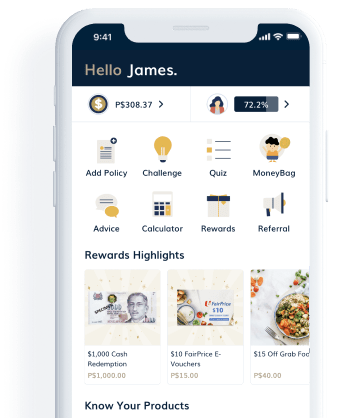 9:41
Hello James.
P$308.37
72.2%
Add Policy Challenge Quiz MoneyBag
Advice Calculator Rewards Referral
Rewards Highlights
SPECIMEN
FairPrice
$10
$1,000 Cash
Redemption
P$1,000.00
$10 FairPrice E-
Vouchers
P$15.00
$15 Off Grab Foo
P$40.00
Know Your Products